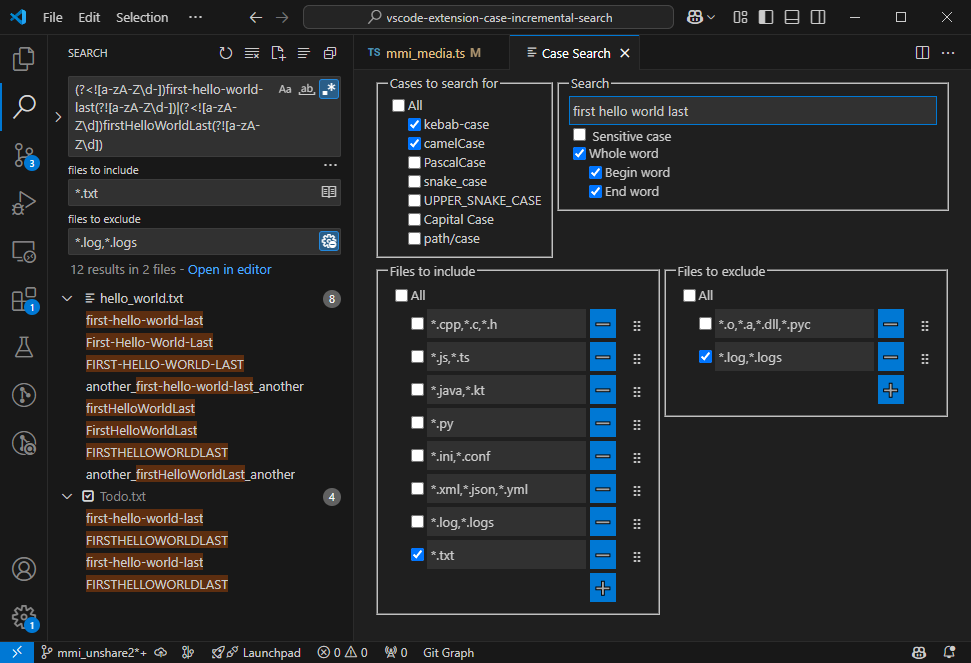 File Edit Selection ···
vscode-extension-case-incremental-search
SEARCH
(?<![a-zA-Z\d-])first-hello-world-
last(?![a-zA-Z\d-])|(?<![a-zA-
Z\d])firstHelloWorldLast(?![a-zA-
Z\d])
Aa ab .*
files to include
*.txt
files to exclude
*.log,*.logs
12 results in 2 files - Open in editor
hello_world.txt 8
first-hello-world-last
First-Hello-World-Last
FIRST-HELLO-WORLD-LAST
another_first-hello-world-last_another
firstHelloWorldLast
FirstHelloWorldLast
FIRSTHELLOWORLDLAST
another_firstHelloWorldLast_another
Todo.txt 4
first-hello-world-last
FIRSTHELLOWORLDLAST
first-hello-world-last
FIRSTHELLOWORLDLAST
3
1
1
TS mmi_media.ts M
Case Search
Cases to search for
All
kebab-case
camelCase
PascalCase
snake_case
UPPER_SNAKE_CASE
Capital Case
path/case
Search
first hello world last
Sensitive case
Whole word
Begin word
End word
Files to include
All
*.cpp,*.c,*.h
*.js,*.ts
*.java,*.kt
*.py
*.ini,*.conf
*.xml,*.json,*.yml
*.log,*.logs
*.txt
Files to exclude
All
*.o,*.a,*.dll,*.pyc
*.log,*.logs
mmi_unshare2*+ Launchpad 0 0 0 Git Graph